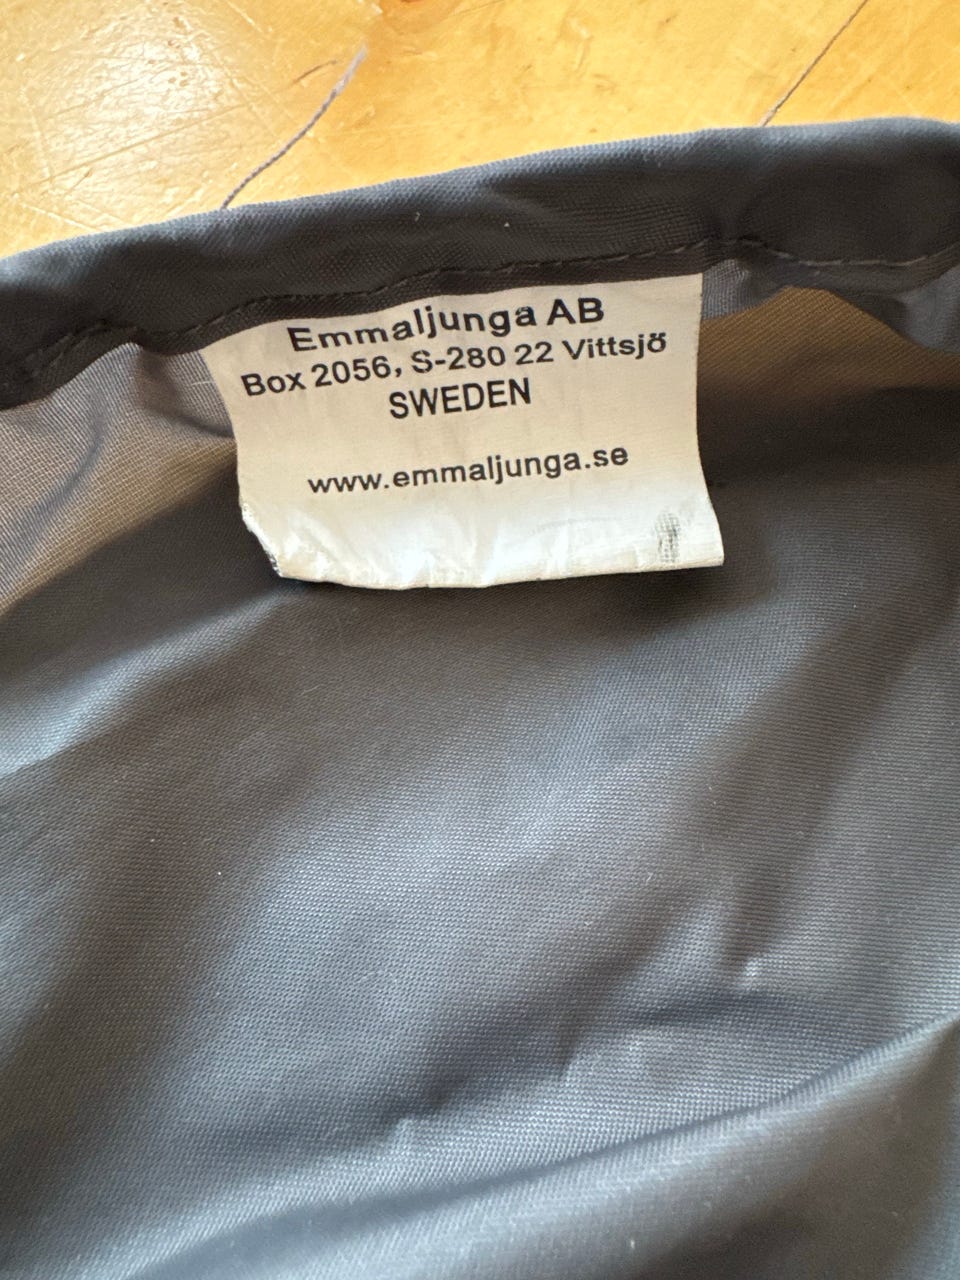 Emmaljunga AB
Box 2056, S-280 22 Vittsjö
SWEDEN
www.emmaljunga.se